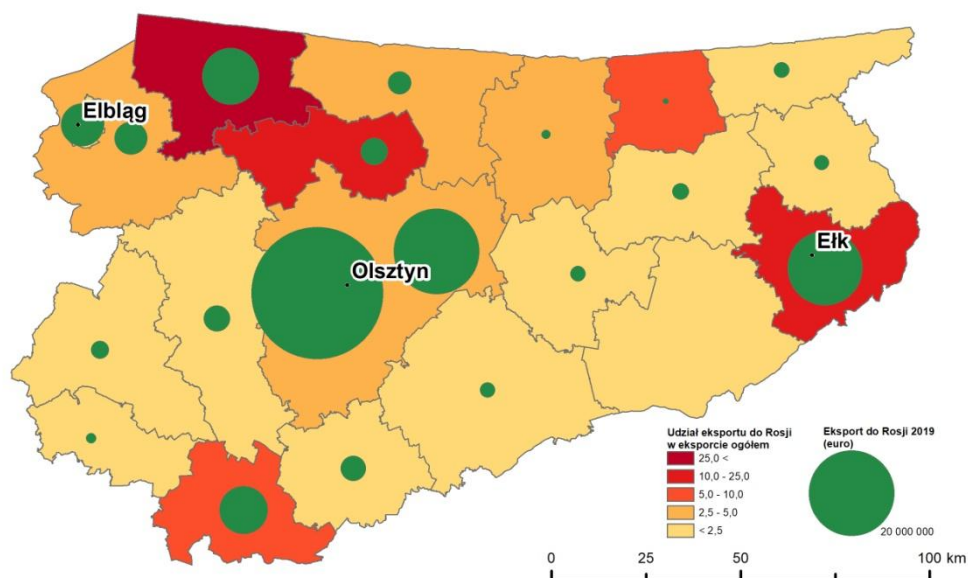 Elbląg
Olsztyn
Ełk
Udział eksportu do Rosji
w eksporcie ogółem
25,0 <
10,0 - 25,0
5,0 - 10,0
2,5 - 5,0
< 2,5
Eksport do Rosji 2019
(euro)
20 000 000
0 25 50 100 km